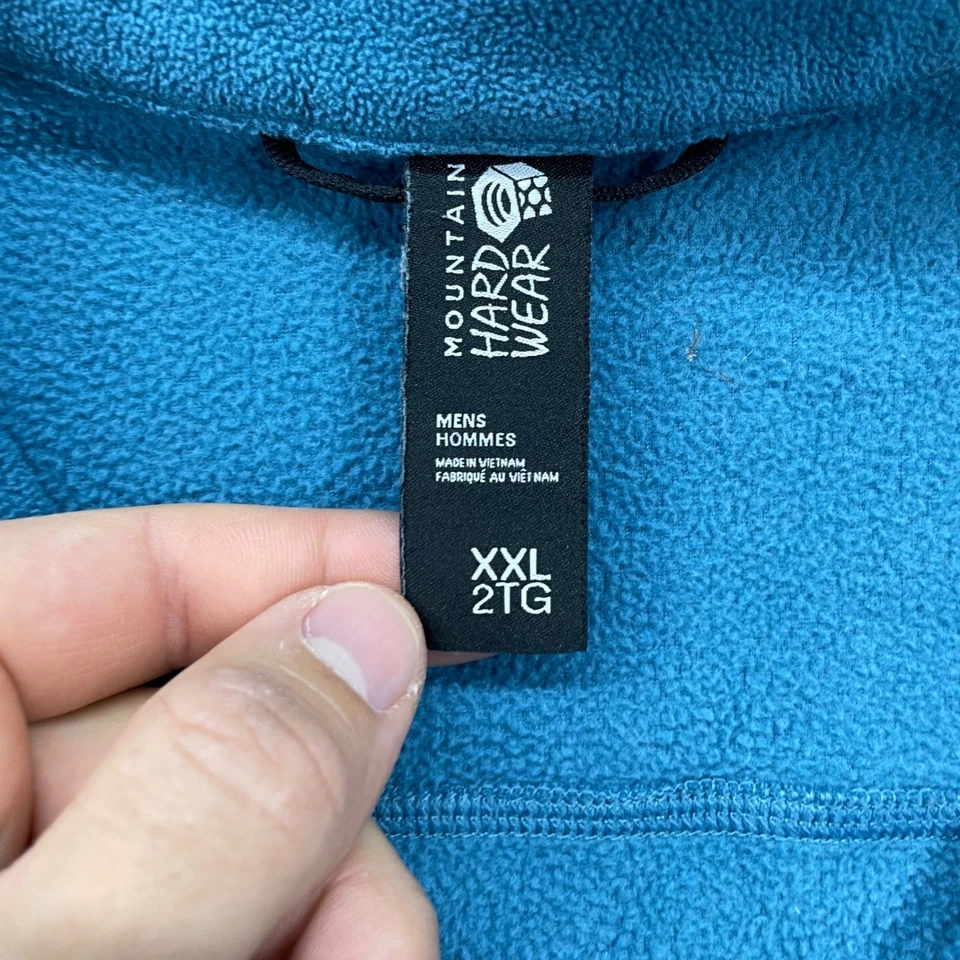 MOUNTAIN
HARD
WEAR
MENS
HOMMES
MADE IN VIETNAM
FABRIQUÉ AU VIÊT NAM
XXL
2TG